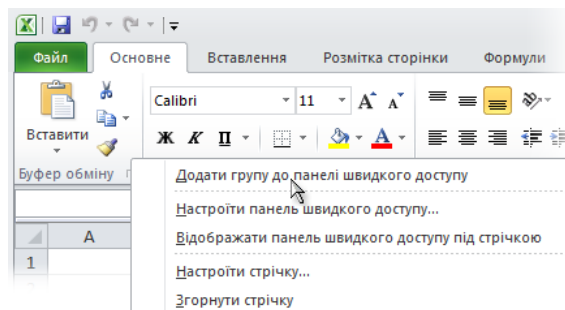 Файл Основне Вставлення Розмітка сторінки Формули
Calibri 11 A A
Вставити Ж К П А
Буфер обміну
Додати групу до панелі швидкого доступу
Настроїти панель швидкого доступу...
A
Відображати панель швидкого доступу під стрічкою
1
Настроїти стрічку...
Згорнути стрічку